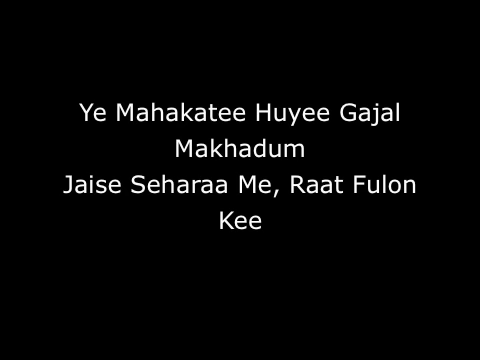 Ye Mahakatee Huyee Gajal
Makhadum
Jaise Seharaa Me, Raat Fulon
Kee